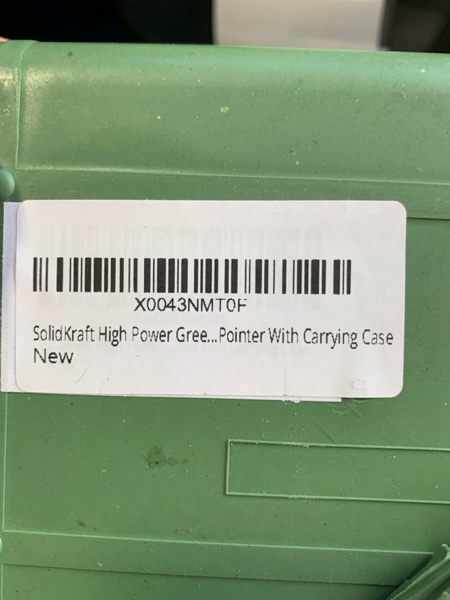 X0043NMT0F
SolidKraft High Power Gree...Pointer With Carrying Case
New